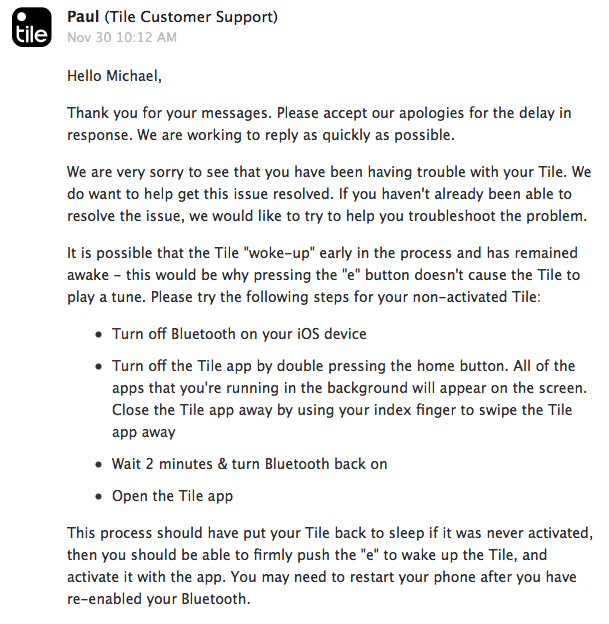 tile
Paul (Tile Customer Support)
Nov 30 10:12 AM
Hello Michael,
Thank you for your messages. Please accept our apologies for the delay in
response. We are working to reply as quickly as possible.
We are very sorry to see that you have been having trouble with your Tile. We
do want to help get this issue resolved. If you haven't already been able to
resolve the issue, we would like to try to help you troubleshoot the problem.
It is possible that the Tile "woke-up" early in the process and has remained
awake – this would be why pressing the "e" button doesn't cause the Tile to
play a tune. Please try the following steps for your non-activated Tile:
• Turn off Bluetooth on your iOS device
• Turn off the Tile app by double pressing the home button. All of the
apps that you're running in the background will appear on the screen.
Close the Tile app away by using your index finger to swipe the Tile
app away
• Wait 2 minutes & turn Bluetooth back on
• Open the Tile app
This process should have put your Tile back to sleep if it was never activated,
then you should be able to firmly push the "e" to wake up the Tile, and
activate it with the app. You may need to restart your phone after you have
re-enabled your Bluetooth.